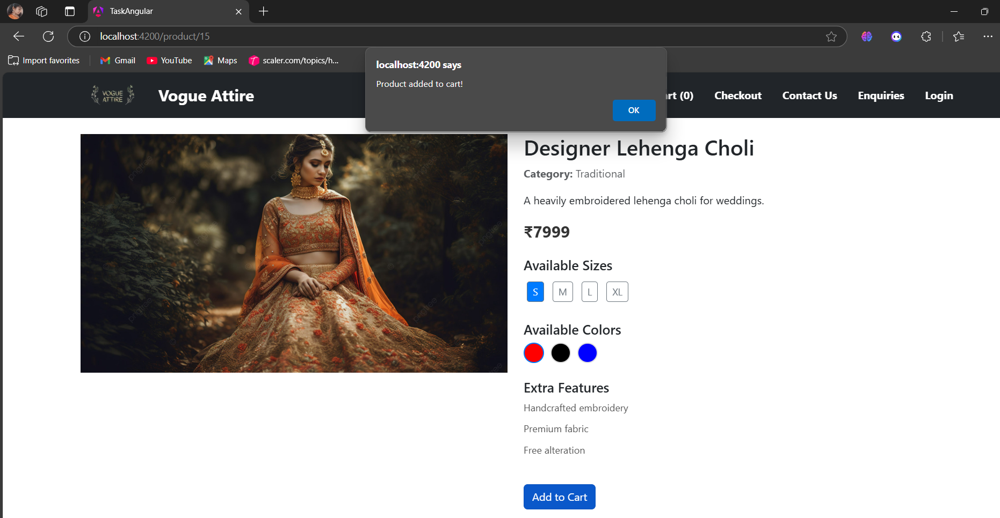 TaskAngular
localhost:4200/product/15
Import favorites
Gmail
YouTube
Maps
scaler.com/topics/h...
localhost:4200 says
Product added to cart!
OK
VOGUE
ATTIRE
Vogue Attire
rt (0)
Checkout
Contact Us
Enquiries
Login
Designer Lehenga Choli
Category: Traditional
A heavily embroidered lehenga choli for weddings.
₹7999
Available Sizes
S
M
L
XL
Available Colors
Extra Features
Handcrafted embroidery
Premium fabric
Free alteration
Add to Cart